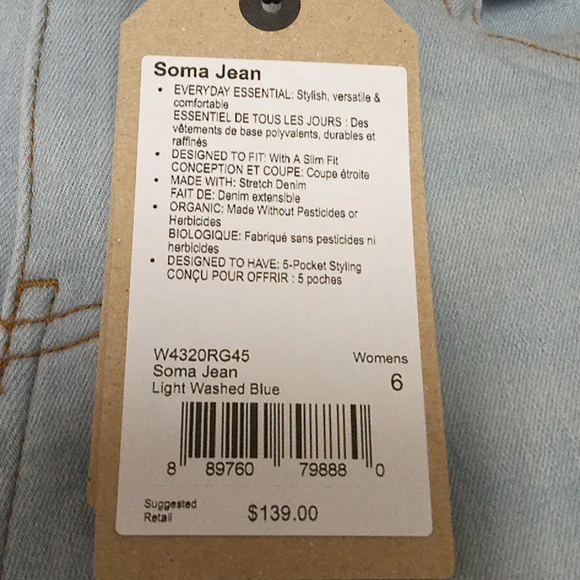 Soma Jean
• EVERYDAY ESSENTIAL: Stylish, versatile &
comfortable
ESSENTIEL DE TOUS LES JOURS : Des
vêtements de base polyvalents, durables et
raffinés
• DESIGNED TO FIT: With A Slim Fit
CONCEPTION ET COUPE: Coupe étroite
• MADE WITH: Stretch Denim
FAIT DE: Denim extensible
• ORGANIC: Made Without Pesticides or
Herbicides
BIOLOGIQUE: Fabriqué sans pesticides ni
herbicides
• DESIGNED TO HAVE: 5-Pocket Styling
CONÇU POUR OFFRIR : 5 poches
W4320RG45 Womens
Soma Jean 6
Light Washed Blue
8 89760 79888 0
Suggested
Retail $139.00